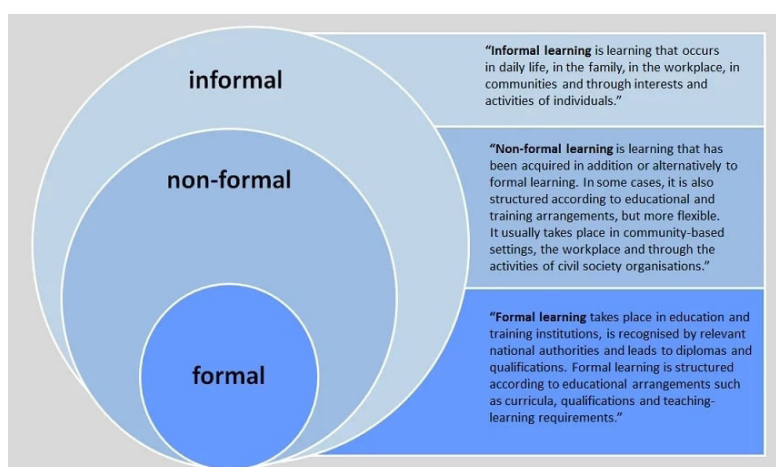 informal
“Informal learning is learning that occurs
in daily life, in the family, in the workplace, in
communities and through interests and
activities of individuals.”
non-formal
“Non-formal learning is learning that has
been acquired in addition or alternatively to
formal learning. In some cases, it is also
structured according to educational and
training arrangements, but more flexible.
It usually takes place in community-based
settings, the workplace and through the
activities of civil society organisations.”
formal
“Formal learning takes place in education and
training institutions, is recognised by relevant
national authorities and leads to diplomas and
qualifications. Formal learning is structured
according to educational arrangements such
as curricula, qualifications and teaching-
learning requirements.”